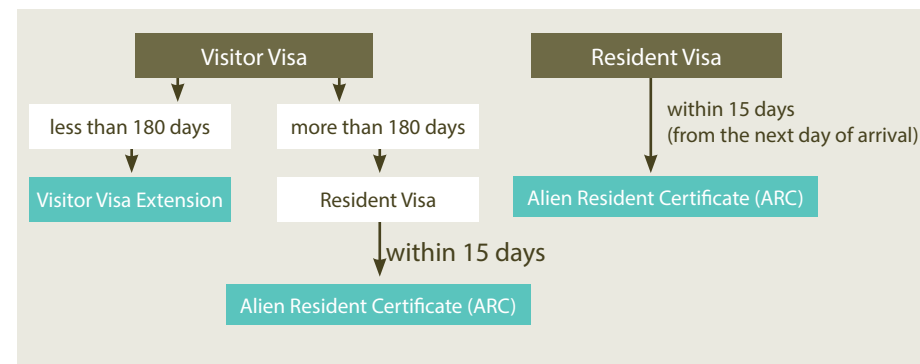 Visitor Visa
less than 180 days
more than 180 days
Visitor Visa Extension
Resident Visa
within 15 days
Alien Resident Certificate (ARC)
Resident Visa
within 15 days
(from the next day of arrival)
Alien Resident Certificate (ARC)